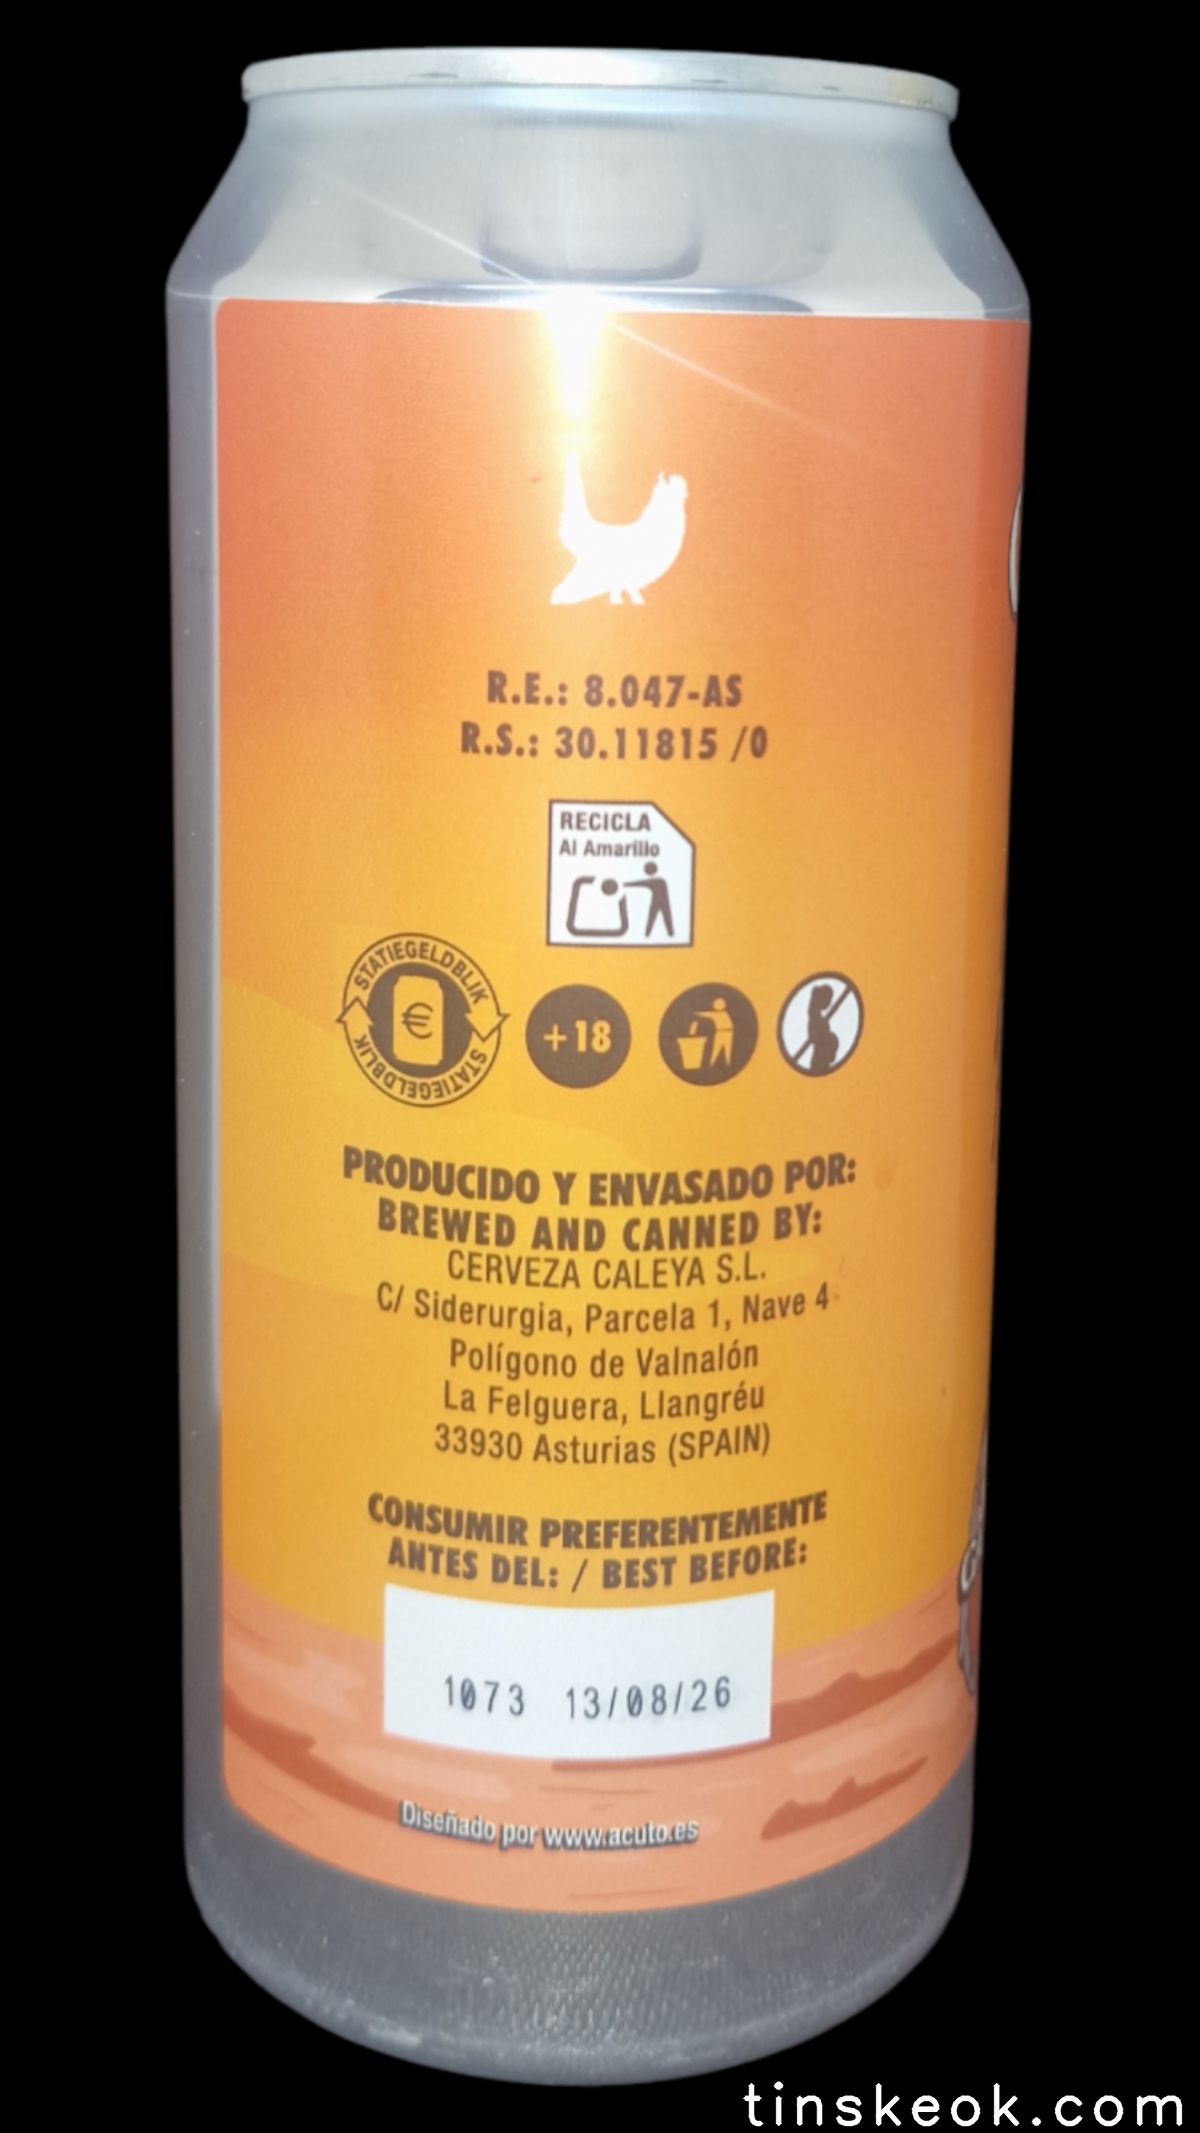 R.E.: 8.047-AS
R.S.: 30.11815 /0
RECICLA
Al Amarillo
STATIEGELDBLIK
€
STATIEGELDBLIK
+18
PRODUCIDO Y ENVASADO POR:
BREWED AND CANNED BY:
CERVEZA CALEYA S.L.
C/ Siderurgia, Parcela 1, Nave 4
Polígono de Valnalón
La Felguera, Llangréu
33930 Asturias (SPAIN)
CONSUMIR PREFERENTEMENTE
ANTES DEL: / BEST BEFORE:
1073 13/08/26
Diseñado por www.acuto.es
tinskeok.com